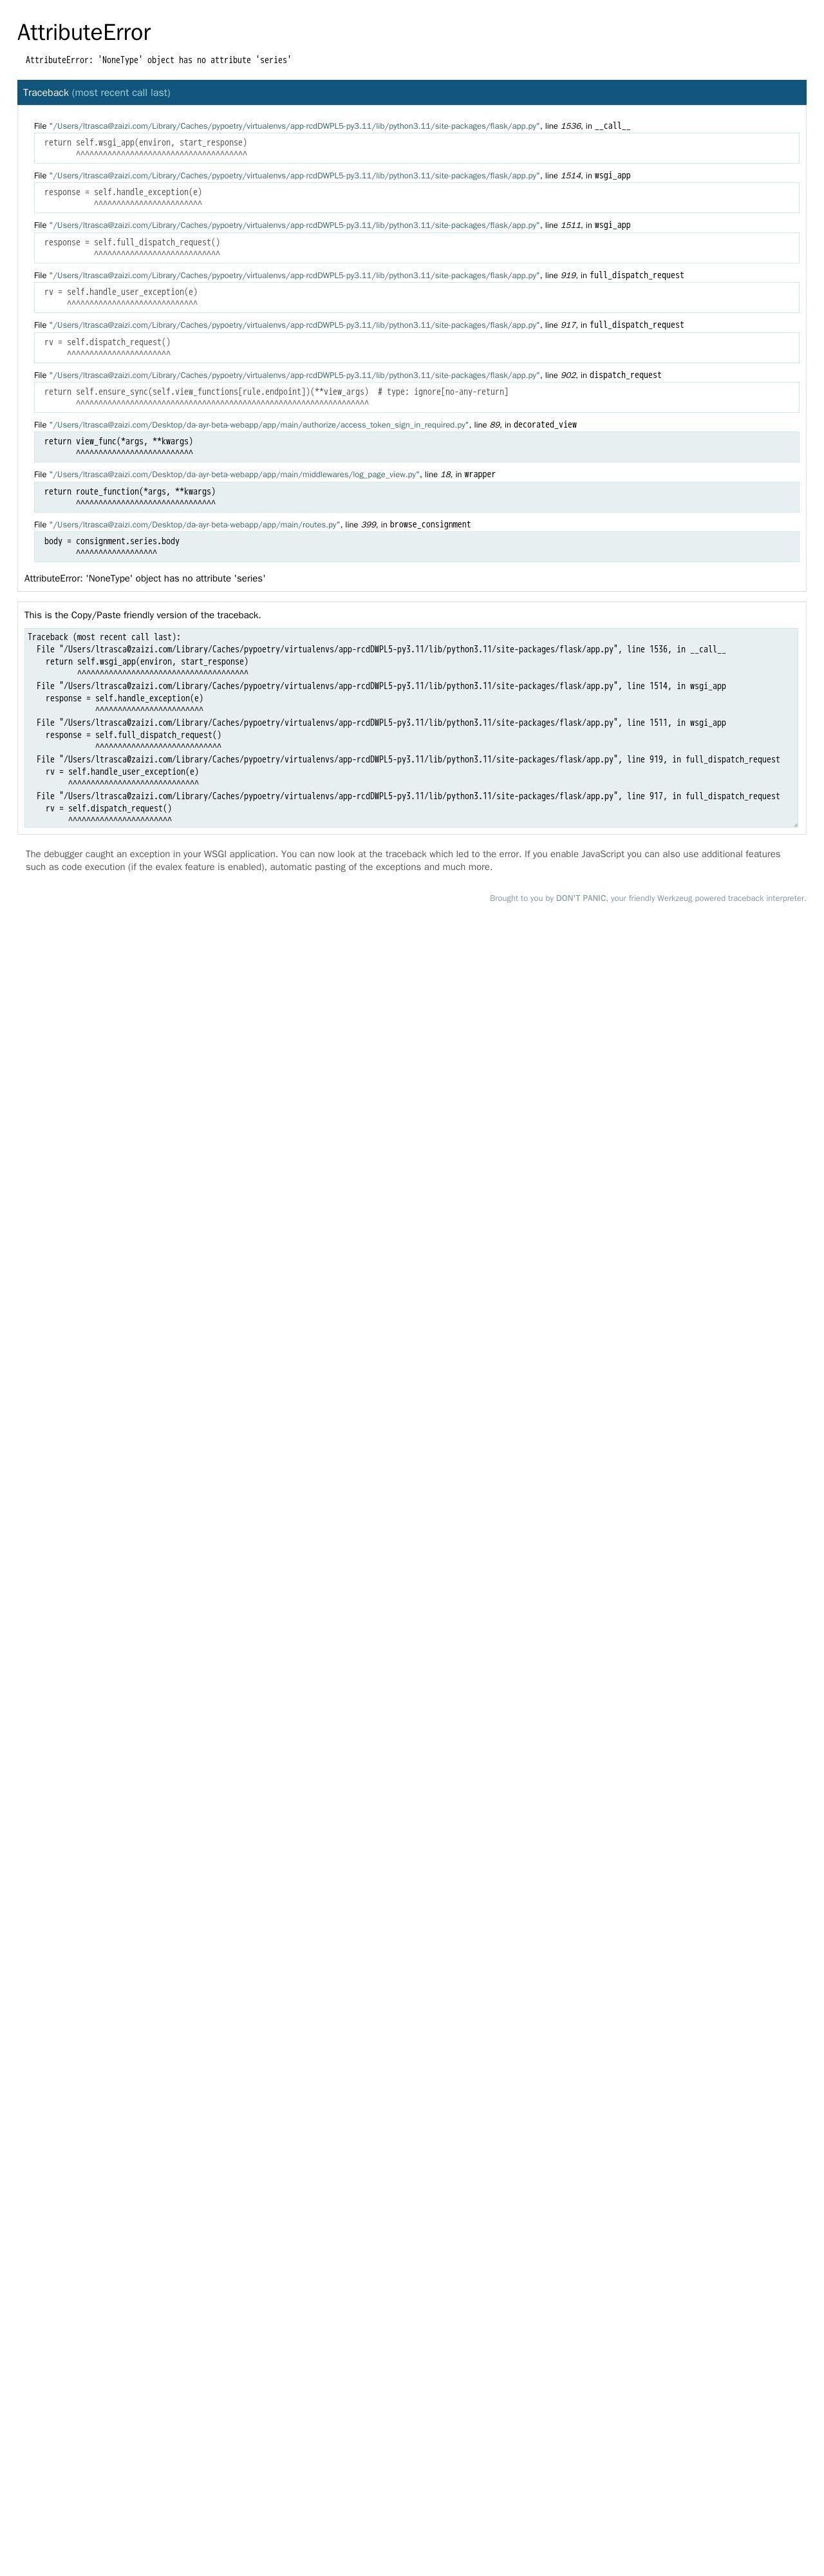 AttributeError
AttributeError: 'NoneType' object has no attribute 'series'
Traceback (most recent call last)
File "/Users/ltrasca@zaizi.com/Library/Caches/pypoetry/virtualenvs/app-rcdDWPL5-py3.11/lib/python3.11/site-packages/flask/app.py", line 1536, in __call__
return self.wsgi_app(environ, start_response)
^^^^^^^^^^^^^^^^^^^^^^^^^^^^^^^^^^^^^^
File "/Users/ltrasca@zaizi.com/Library/Caches/pypoetry/virtualenvs/app-rcdDWPL5-py3.11/lib/python3.11/site-packages/flask/app.py", line 1514, in wsgi_app
response = self.handle_exception(e)
^^^^^^^^^^^^^^^^^^^^^^^^
File "/Users/ltrasca@zaizi.com/Library/Caches/pypoetry/virtualenvs/app-rcdDWPL5-py3.11/lib/python3.11/site-packages/flask/app.py", line 1511, in wsgi_app
response = self.full_dispatch_request()
^^^^^^^^^^^^^^^^^^^^^^^^^^^^
File "/Users/ltrasca@zaizi.com/Library/Caches/pypoetry/virtualenvs/app-rcdDWPL5-py3.11/lib/python3.11/site-packages/flask/app.py", line 919, in full_dispatch_request
rv = self.handle_user_exception(e)
^^^^^^^^^^^^^^^^^^^^^^^^^^^^^
File "/Users/ltrasca@zaizi.com/Library/Caches/pypoetry/virtualenvs/app-rcdDWPL5-py3.11/lib/python3.11/site-packages/flask/app.py", line 917, in full_dispatch_request
rv = self.dispatch_request()
^^^^^^^^^^^^^^^^^^^^^^^
File "/Users/ltrasca@zaizi.com/Library/Caches/pypoetry/virtualenvs/app-rcdDWPL5-py3.11/lib/python3.11/site-packages/flask/app.py", line 902, in dispatch_request
return self.ensure_sync(self.view_functions[rule.endpoint])(**view_args)  # type: ignore[no-any-return]
^^^^^^^^^^^^^^^^^^^^^^^^^^^^^^^^^^^^^^^^^^^^^^^^^^^^^^^^^^^^^^^^^
File "/Users/ltrasca@zaizi.com/Desktop/da-ayr-beta-webapp/app/main/authorize/access_token_sign_in_required.py", line 89, in decorated_view
return view_func(*args, **kwargs)
^^^^^^^^^^^^^^^^^^^^^^^^^^
File "/Users/ltrasca@zaizi.com/Desktop/da-ayr-beta-webapp/app/main/middlewares/log_page_view.py", line 18, in wrapper
return route_function(*args, **kwargs)
^^^^^^^^^^^^^^^^^^^^^^^^^^^^^^^
File "/Users/ltrasca@zaizi.com/Desktop/da-ayr-beta-webapp/app/main/routes.py", line 399, in browse_consignment
body = consignment.series.body
^^^^^^^^^^^^^^^^^^
AttributeError: 'NoneType' object has no attribute 'series'
This is the Copy/Paste friendly version of the traceback.
Traceback (most recent call last):
File "/Users/ltrasca@zaizi.com/Library/Caches/pypoetry/virtualenvs/app-rcdDWPL5-py3.11/lib/python3.11/site-packages/flask/app.py", line 1536, in __call__
return self.wsgi_app(environ, start_response)
^^^^^^^^^^^^^^^^^^^^^^^^^^^^^^^^^^^^^^
File "/Users/ltrasca@zaizi.com/Library/Caches/pypoetry/virtualenvs/app-rcdDWPL5-py3.11/lib/python3.11/site-packages/flask/app.py", line 1514, in wsgi_app
response = self.handle_exception(e)
^^^^^^^^^^^^^^^^^^^^^^^^
File "/Users/ltrasca@zaizi.com/Library/Caches/pypoetry/virtualenvs/app-rcdDWPL5-py3.11/lib/python3.11/site-packages/flask/app.py", line 1511, in wsgi_app
response = self.full_dispatch_request()
^^^^^^^^^^^^^^^^^^^^^^^^^^^^
File "/Users/ltrasca@zaizi.com/Library/Caches/pypoetry/virtualenvs/app-rcdDWPL5-py3.11/lib/python3.11/site-packages/flask/app.py", line 919, in full_dispatch_request
rv = self.handle_user_exception(e)
^^^^^^^^^^^^^^^^^^^^^^^^^^^^^
File "/Users/ltrasca@zaizi.com/Library/Caches/pypoetry/virtualenvs/app-rcdDWPL5-py3.11/lib/python3.11/site-packages/flask/app.py", line 917, in full_dispatch_request
rv = self.dispatch_request()
^^^^^^^^^^^^^^^^^^^^^^^
The debugger caught an exception in your WSGI application. You can now look at the traceback which led to the error. If you enable JavaScript you can also use additional features
such as code execution (if the evalex feature is enabled), automatic pasting of the exceptions and much more.
Brought to you by DON'T PANIC, your friendly Werkzeug powered traceback interpreter.